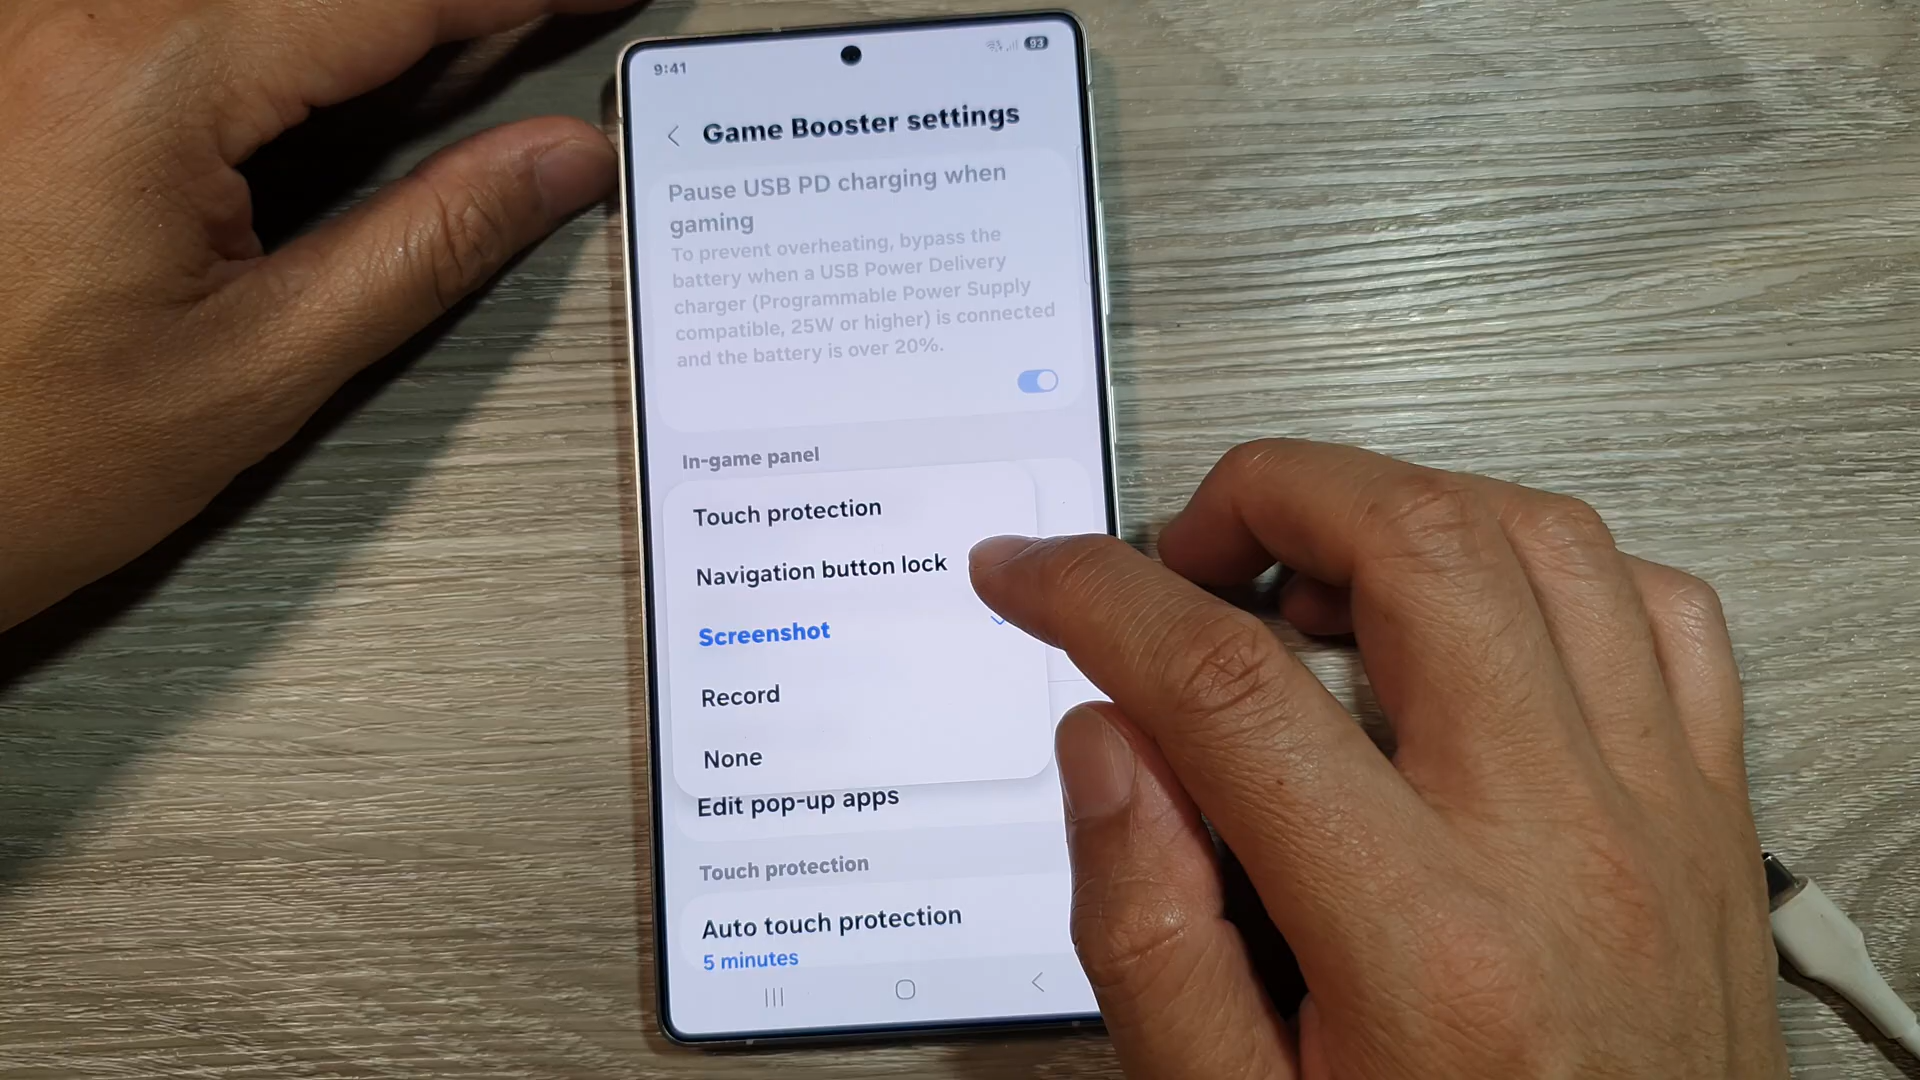 9:41
93
Game Booster settings
Pause USB PD charging when
gaming
To prevent overheating, bypass the
battery when a USB Power Delivery
charger (Programmable Power Supply
compatible, 25W or higher) is connected
and the battery is over 20%.
In-game panel
Touch protection
Navigation button lock
Screenshot
Record
None
Edit pop-up apps
Touch protection
Auto touch protection
5 minutes